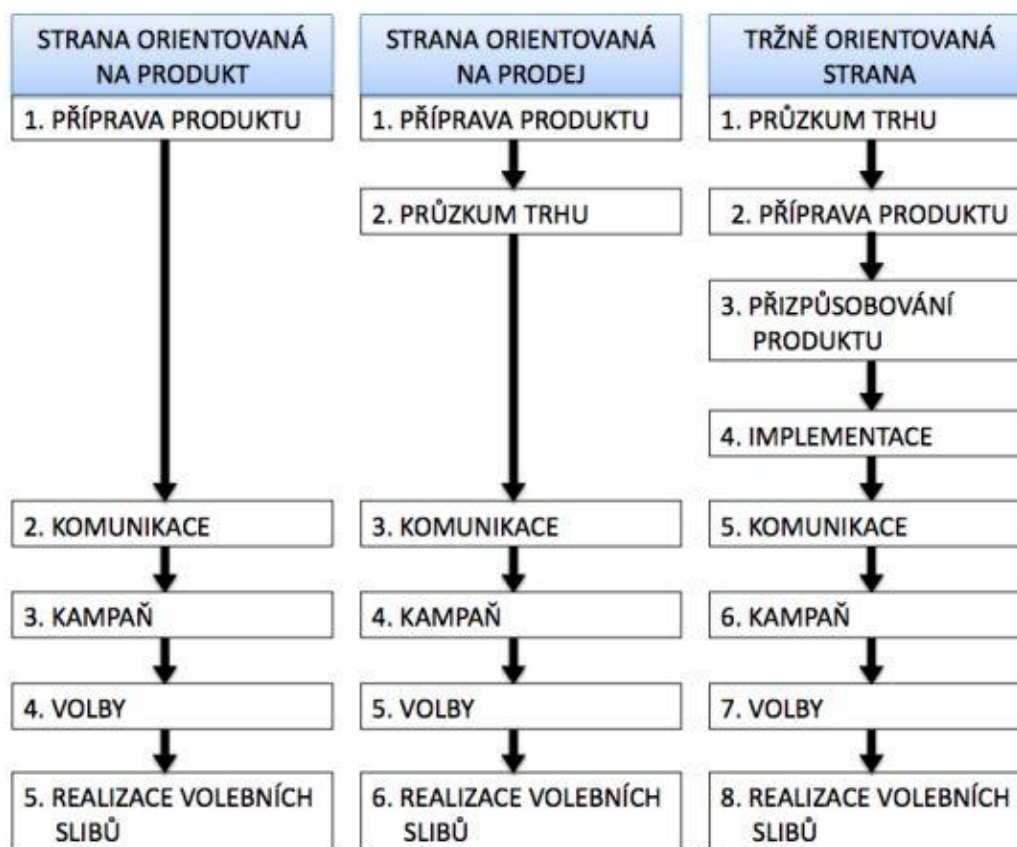 STRANA ORIENTOVANÁ
NA PRODUKT
1. PŘÍPRAVA PRODUKTU
2. KOMUNIKACE
3. KAMPAŇ
4. VOLBY
5. REALIZACE VOLEBNÍCH
SLIBŮ
STRANA ORIENTOVANÁ
NA PRODEJ
1. PŘÍPRAVA PRODUKTU
2. PRŮZKUM TRHU
3. KOMUNIKACE
4. KAMPAŇ
5. VOLBY
6. REALIZACE VOLEBNÍCH
SLIBŮ
TRŽNĚ ORIENTOVANÁ
STRANA
1. PRŮZKUM TRHU
2. PŘÍPRAVA PRODUKTU
3. PŘIZPŮSOBOVÁNÍ
PRODUKTU
4. IMPLEMENTACE
5. KOMUNIKACE
6. KAMPAŇ
7. VOLBY
8. REALIZACE VOLEBNÍCH
SLIBŮ